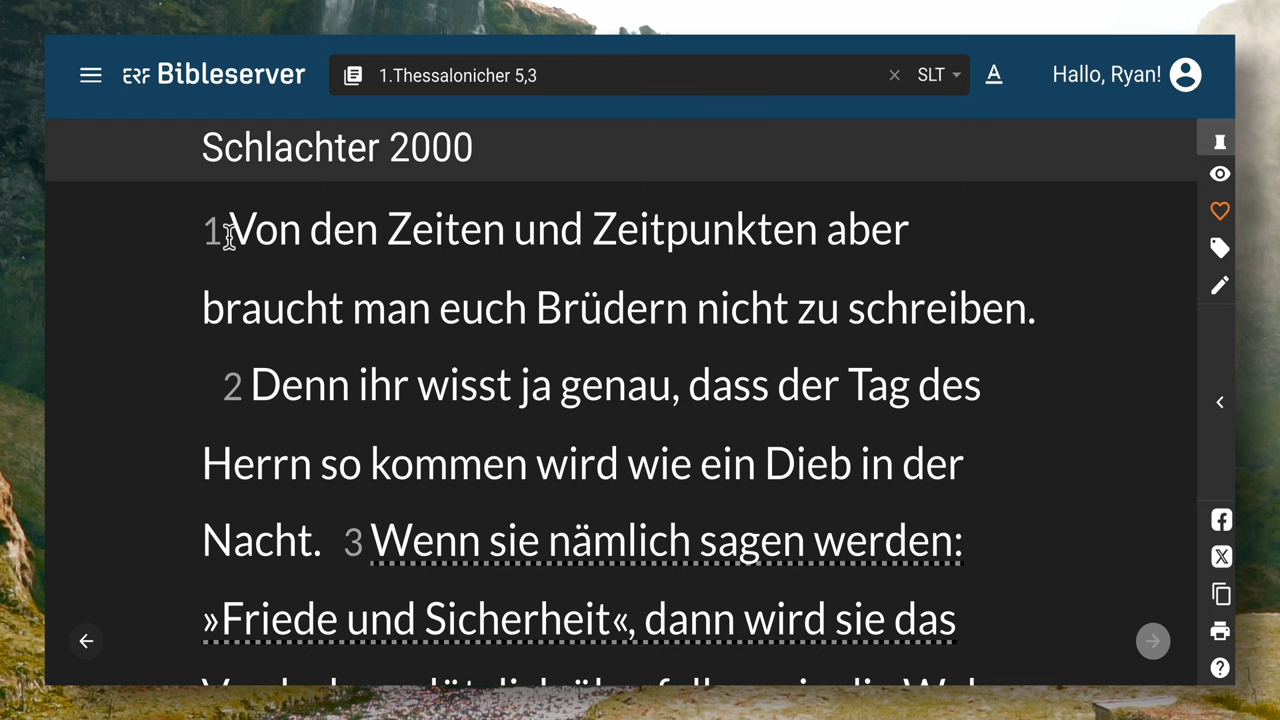 ERF Bibleserver
1.Thessalonicher 5,3
SLT
A
Hallo, Ryan!
Schlachter 2000
1 Von den Zeiten und Zeitpunkten aber
braucht man euch Brüdern nicht zu schreiben.
2 Denn ihr wisst ja genau, dass der Tag des
Herrn so kommen wird wie ein Dieb in der
Nacht. 3 Wenn sie nämlich sagen werden:
»Friede und Sicherheit«, dann wird sie das